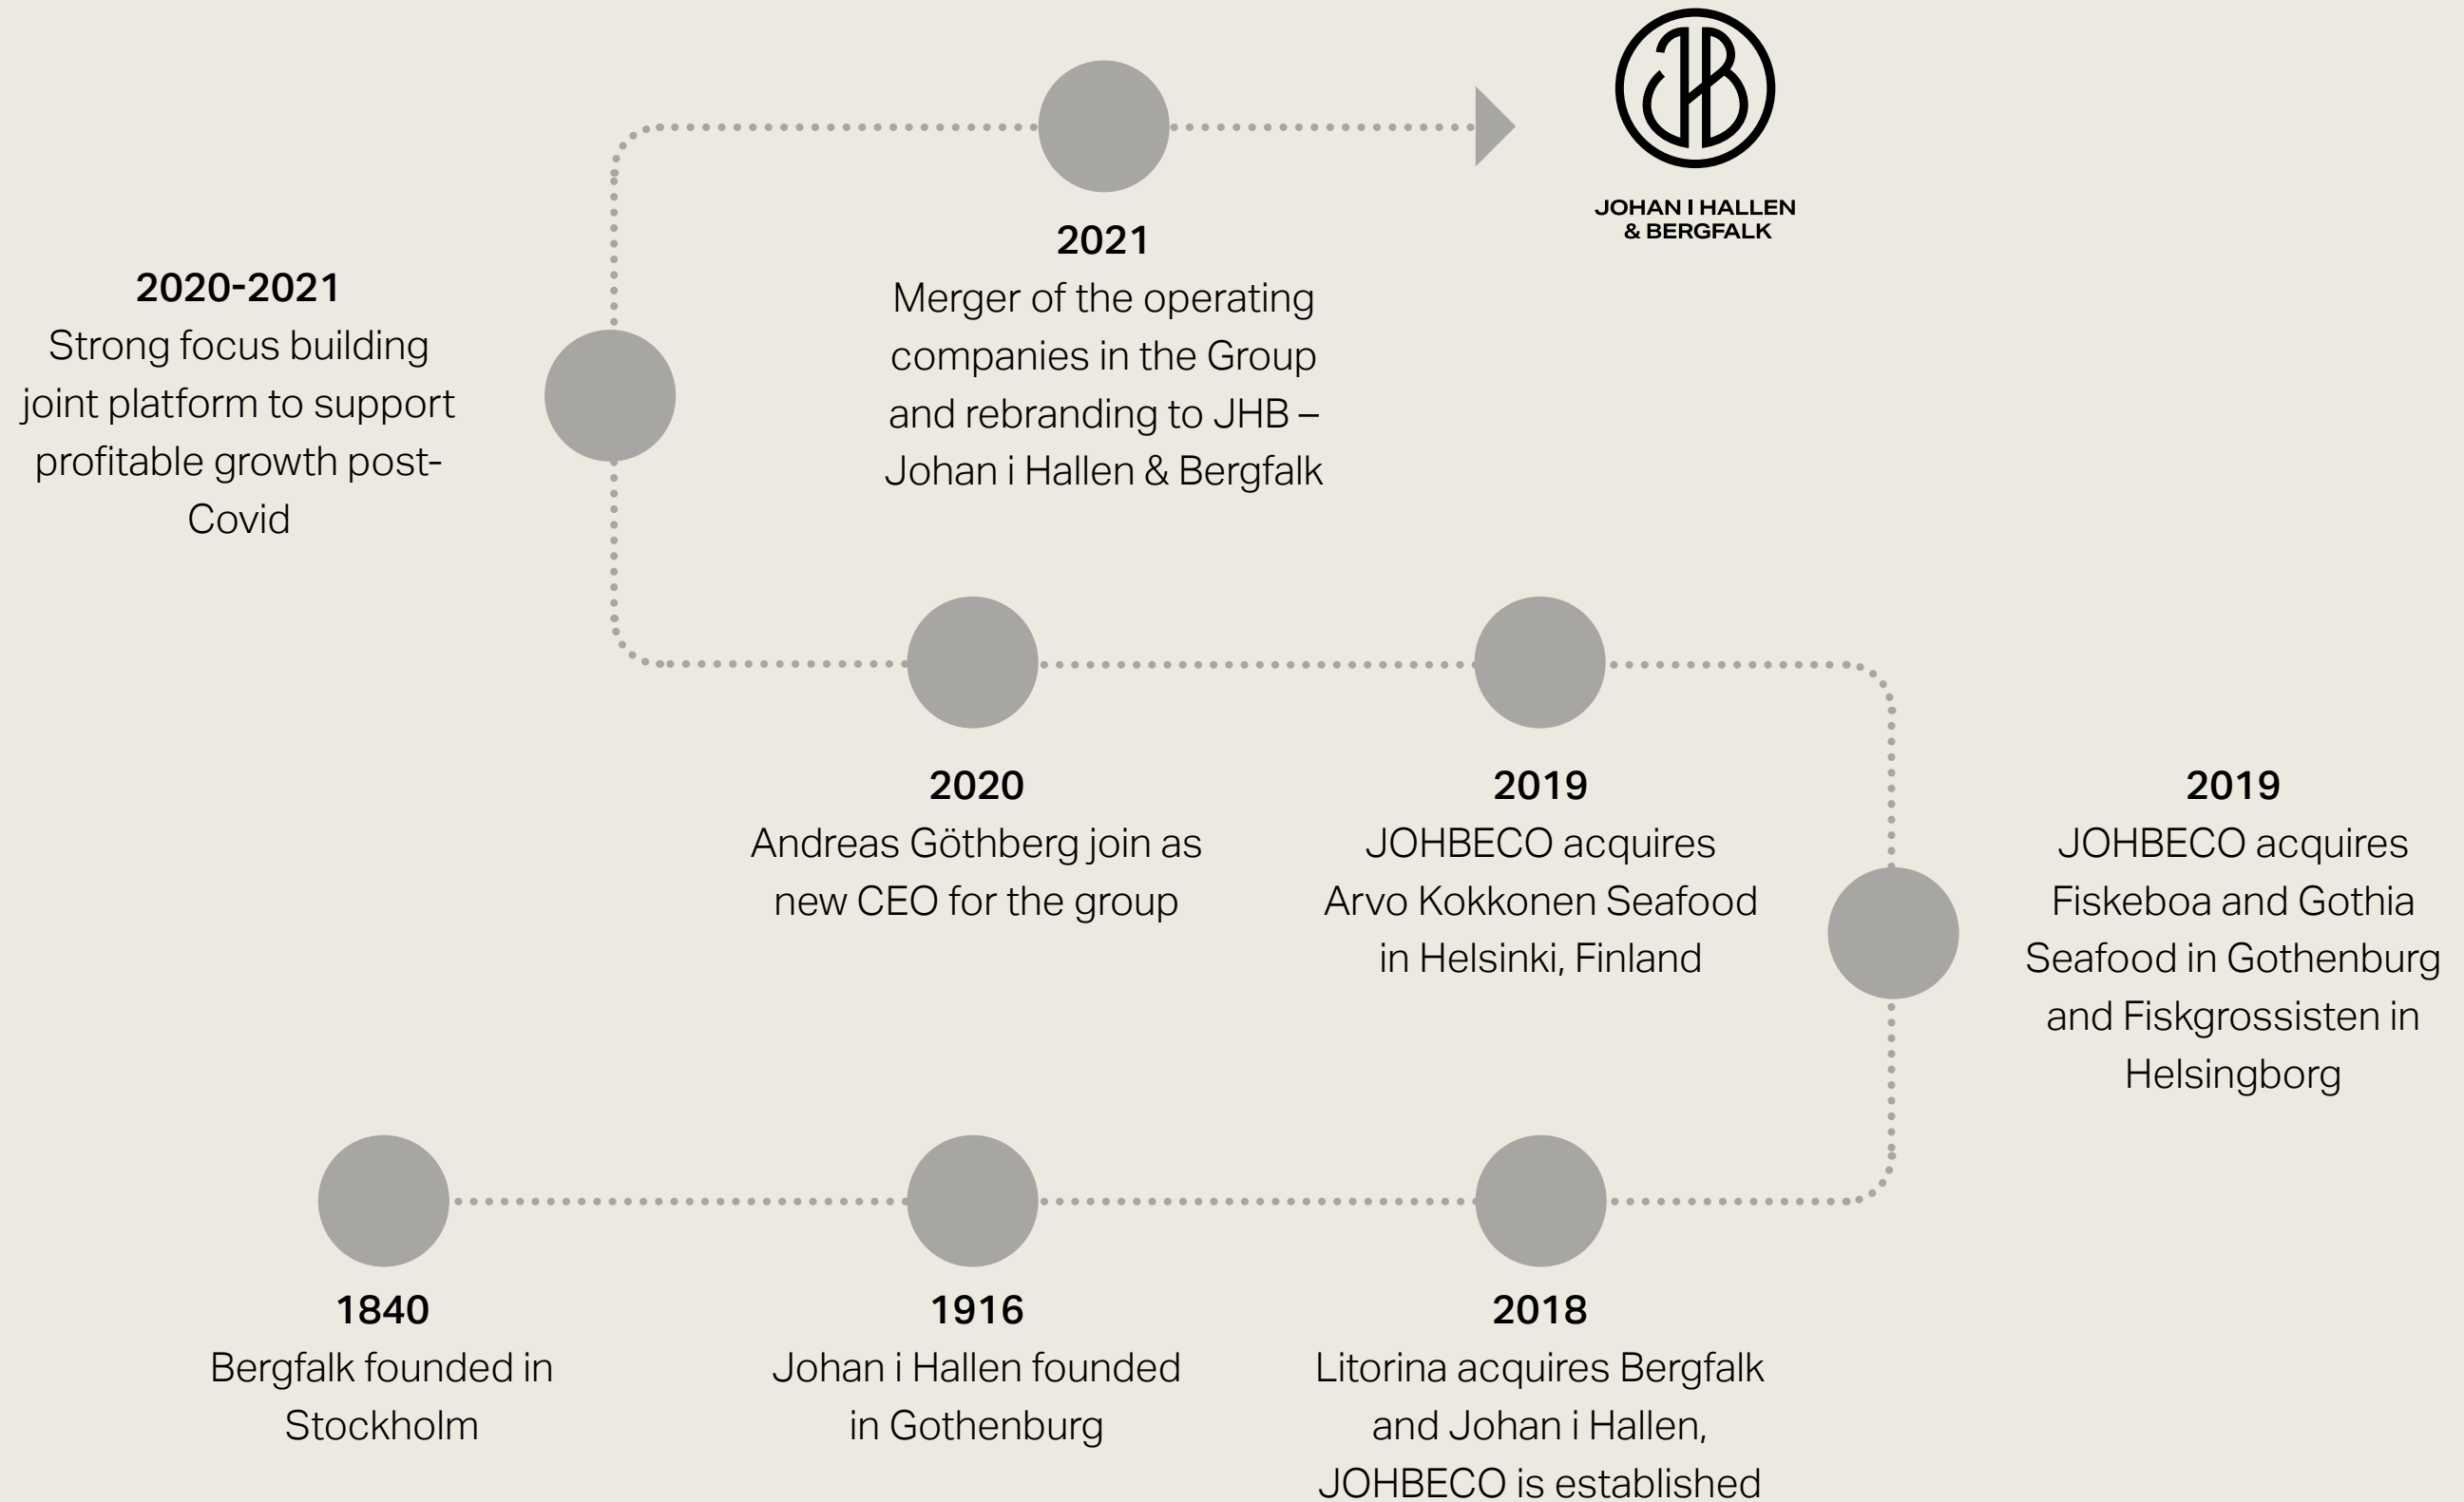 JOHAN I HALLEN
& BERGFALK
2021
Merger of the operating
companies in the Group
and rebranding to JHB –
Johan i Hallen & Bergfalk
2020-2021
Strong focus building
joint platform to support
profitable growth post-
Covid
2020
Andreas Göthberg join as
new CEO for the group
2019
JOHBECO acquires
Arvo Kokkonen Seafood
in Helsinki, Finland
2019
JOHBECO acquires
Fiskeboa and Gothia
Seafood in Gothenburg
and Fiskgrossisten in
Helsingborg
1840
Bergfalk founded in
Stockholm
1916
Johan i Hallen founded
in Gothenburg
2018
Litorina acquires Bergfalk
and Johan i Hallen,
JOHBECO is established